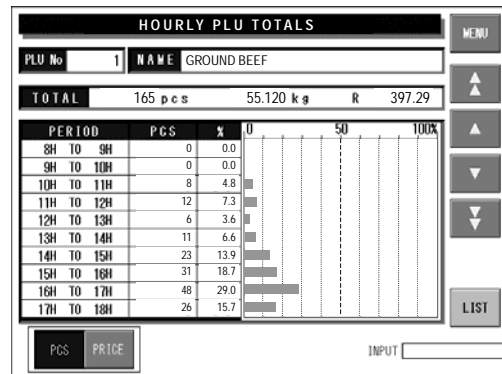 HOURLY PLU TOTALS
MENU
PLU No 1 NAME GROUND BEEF
TOTAL 165 pcs 55.120 kg R 397.29
PERIOD PCS % 0 50 100%
8H TO 9H 0 0.0
9H TO 10H 0 0.0
10H TO 11H 8 4.8
11H TO 12H 12 7.3
12H TO 13H 6 3.6
13H TO 14H 11 6.6
14H TO 15H 23 13.9
15H TO 16H 31 18.7
16H TO 17H 48 29.0
17H TO 18H 26 15.7
LIST
PCS PRICE
INPUT